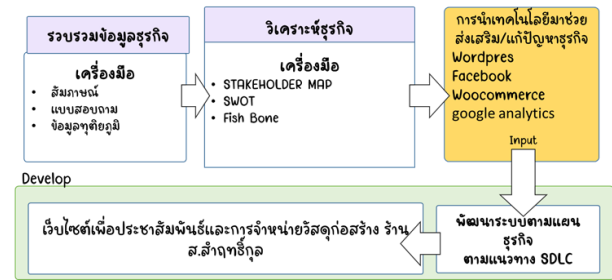 รวบรวมข้อมูลธุรกิจ
เครื่องมือ
• สัมภาษณ์
• แบบสอบถาม
• ข้อมูลทุติยภูมิ
วิเคราะห์ธุรกิจ
เครื่องมือ
• STAKEHOLDER MAP
• SWOT
• Fish Bone
การนำเทคโนโลยีมาช่วย
ส่งเสริม/แก้ปัญหาธุรกิจ
Wordpres
Facebook
Woocommerce
google analytics
Input
Develop
พัฒนาระบบตามแผน
ธุรกิจ
ตามแนวทาง SDLC
เว็บไซต์เพื่อประชาสัมพันธ์และการจำหน่ายวัสดุก่อสร้าง ร้าน
ส.สำฤทธิ์กุล